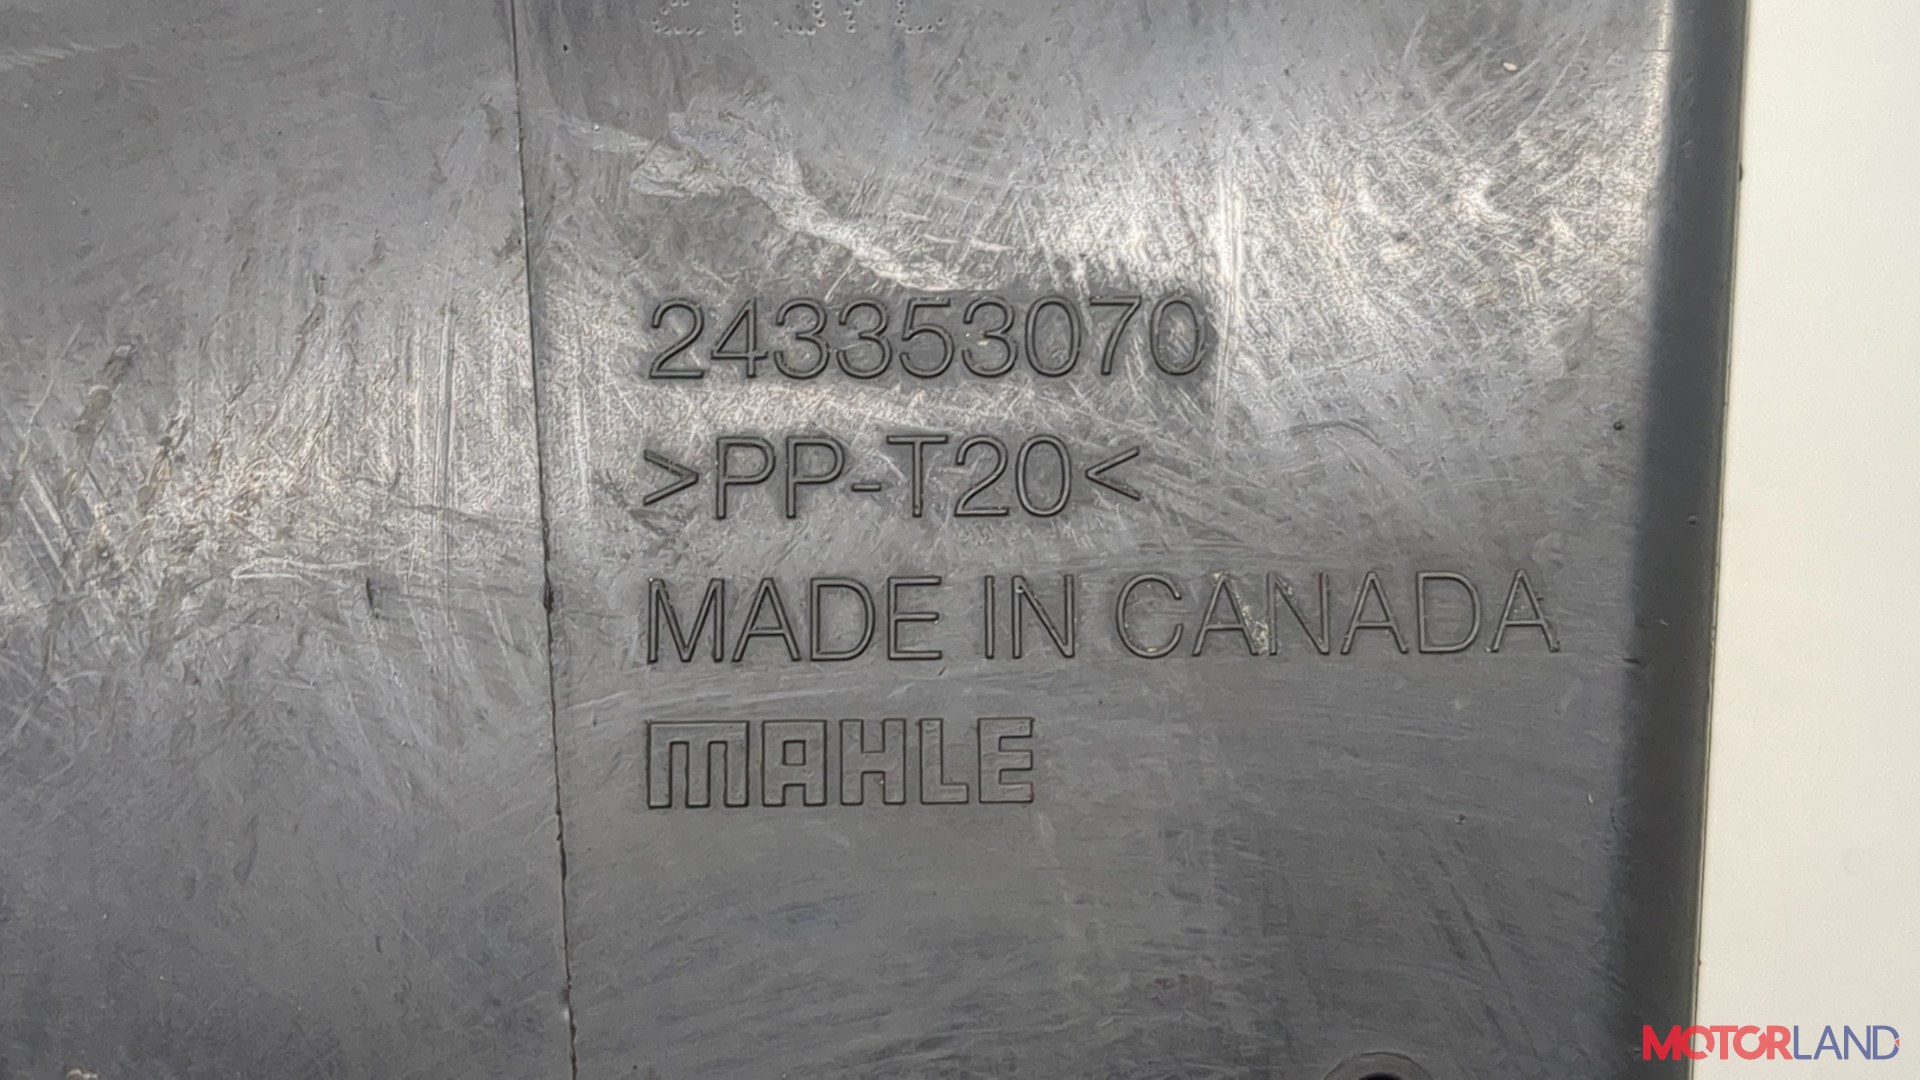 243353070
>PP-T20<
MADE IN CANADA
MAHLE
MOTORLAND